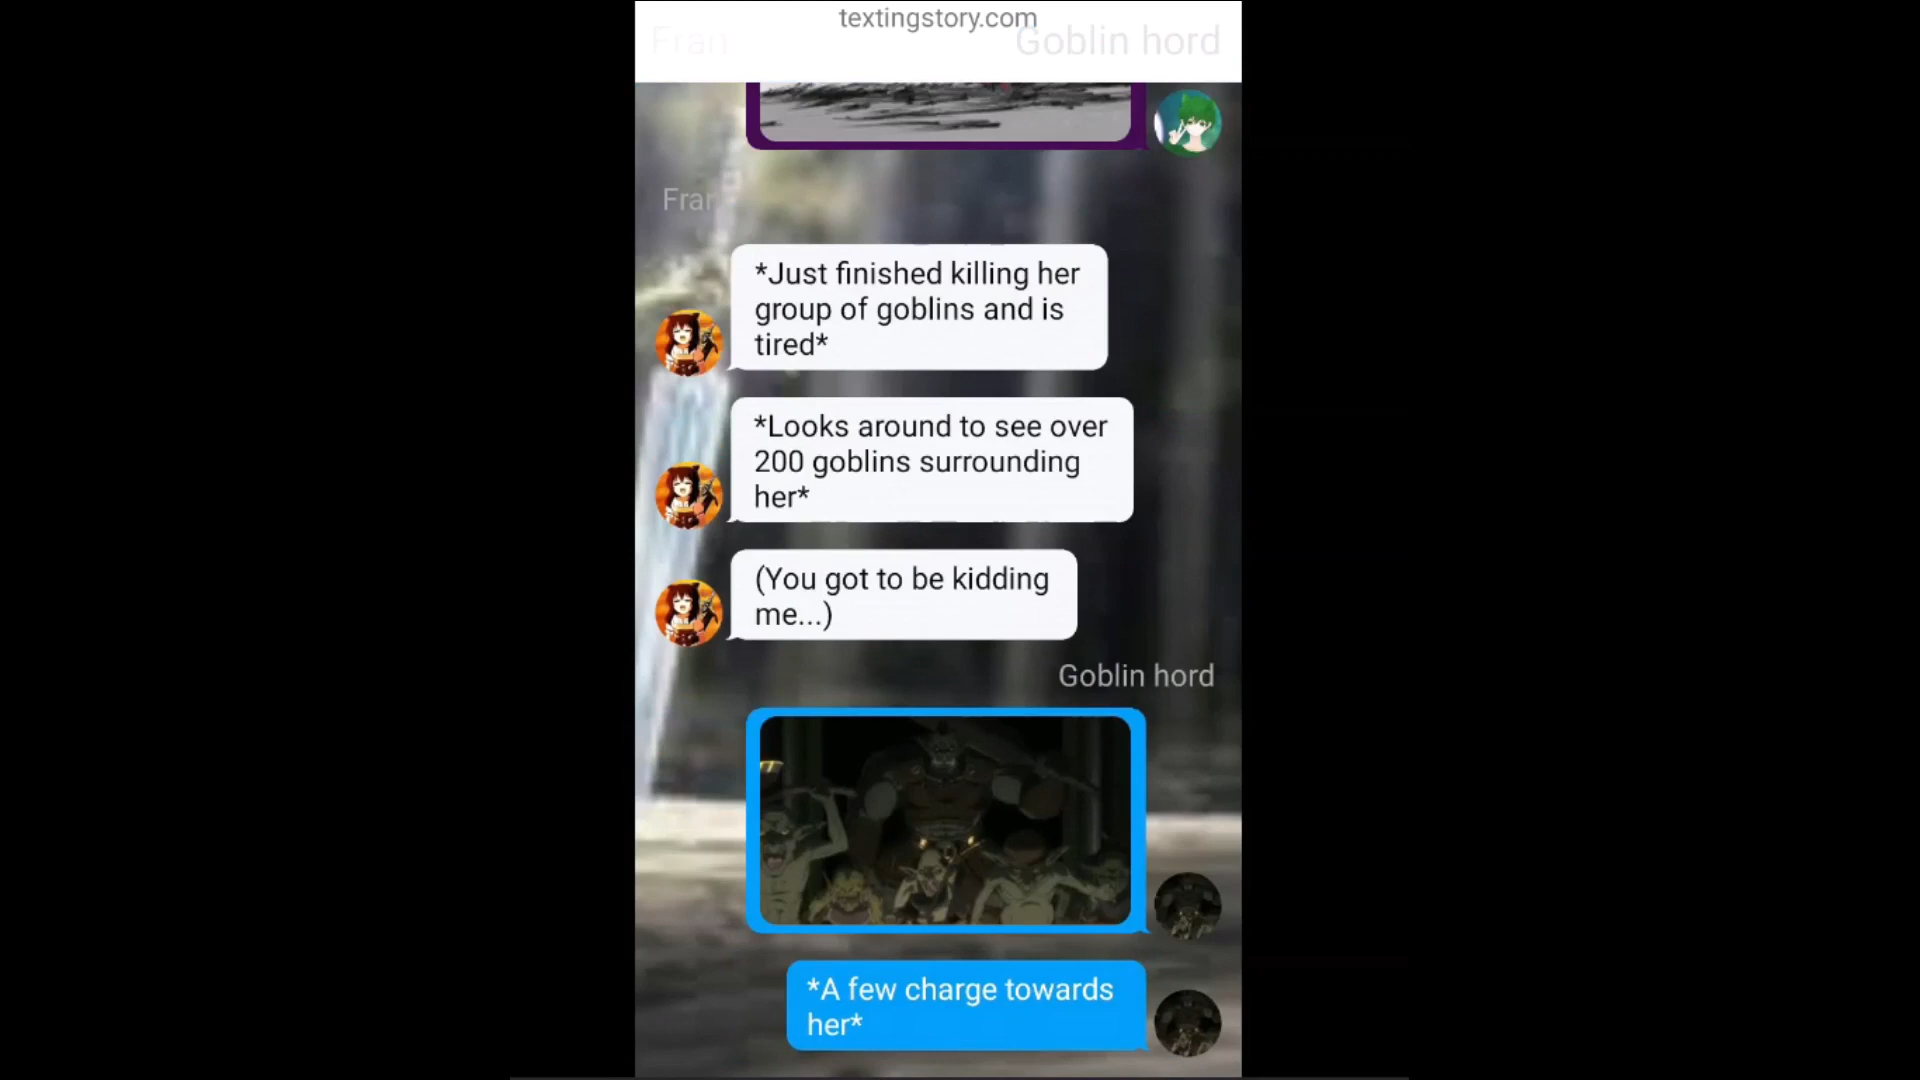 textingstory.com
Fran
Goblin hord
Fran
*Just finished killing her
group of goblins and is
tired*
*Looks around to see over
200 goblins surrounding
her*
(You got to be kidding
me...)
Goblin hord
*A few charge towards
her*